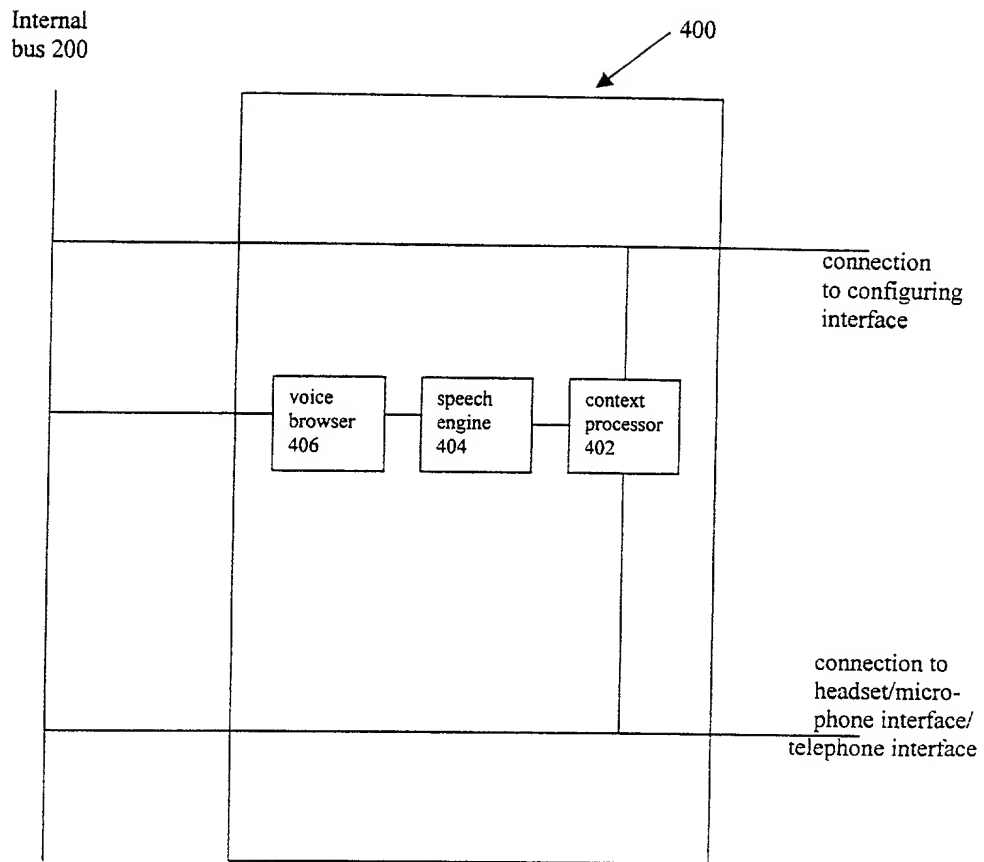 Internal
bus 200
400
connection
to configuring
interface
voice
browser
406
speech
engine
404
context
processor
402
connection to
headset/micro-
phone interface/
telephone interface